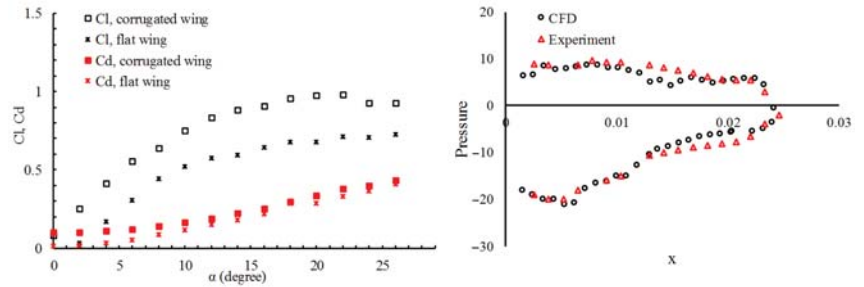 1.5
1
0.5
0
Cl, Cd
□ Cl, corrugated wing
Cl, flat wing
■ Cd, corrugated wing
Cd, flat wing
0 5 10 15 20 25
α (degree)
20
10
0
−10
−20
−30
Pressure
CFD
Experiment
0 0.01 0.02 0.03
x